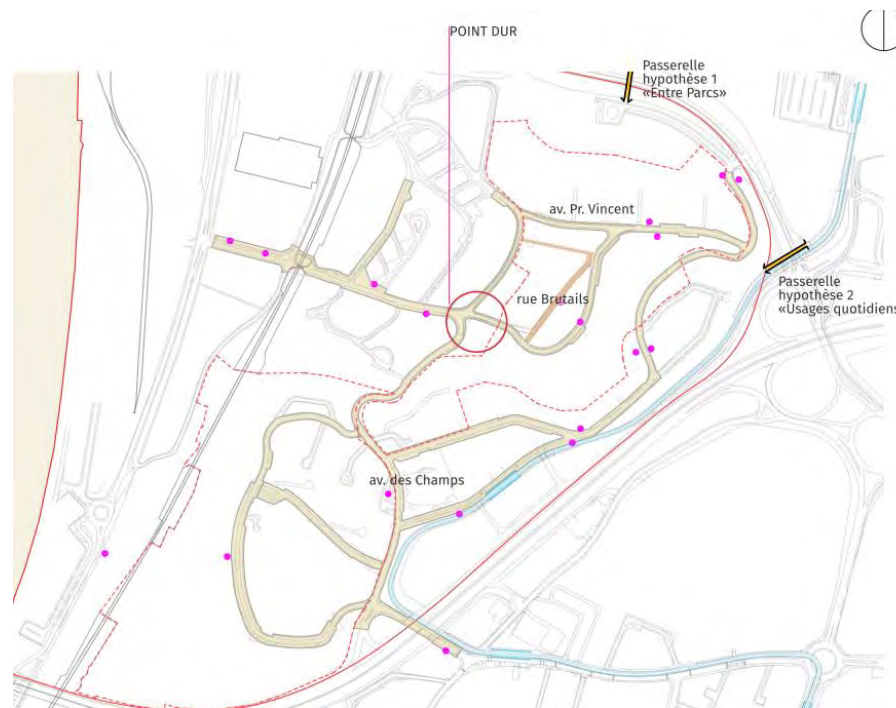 POINT DUR
Passerelle
hypothèse 1
«Entre Parcs»
av. Pr. Vincent
rue Brutails
Passerelle
hypothèse 2
«Usages quotidiens
av. des Champs